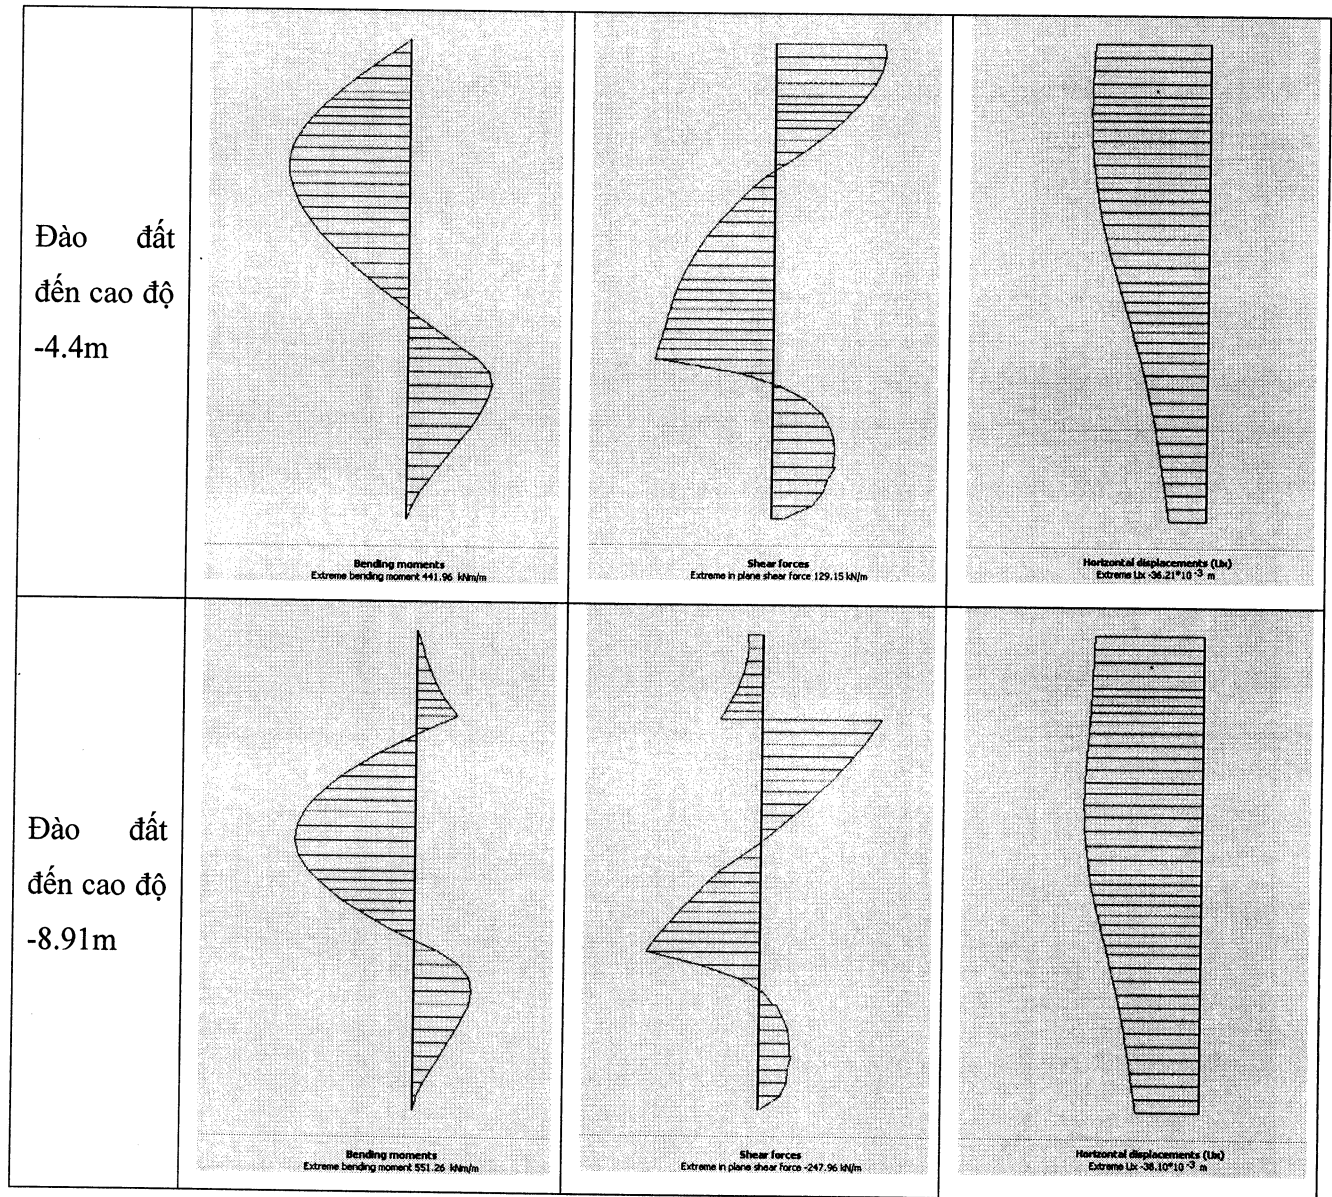 Đào đất
đến cao độ
-4.4m
Bending moments
Extreme bending moment 441.96 kNm/m
Shear forces
Extreme in plane shear force 129.15 kN/m
Horizontal displacements (Ux)
Extreme Ux -36.21*10⁻³ m
Đào đất
đến cao độ
-8.91m
Bending moments
Extreme bending moment 551.26 kNm/m
Shear forces
Extreme in plane shear force -247.96 kN/m
Horizontal displacements (Ux)
Extreme Ux -38.10*10⁻³ m